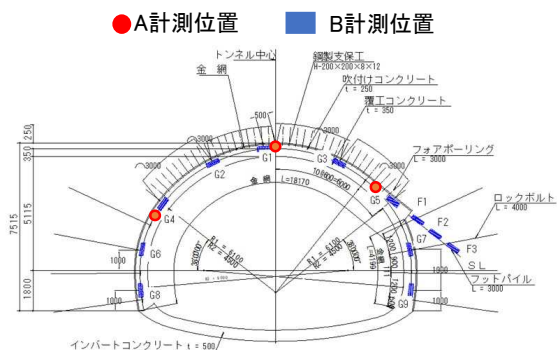 A計測位置
B計測位置
トンネル中心
金 網
鋼製支保工
H-200×200×8×12
吹付けコンクリート
t = 250
覆工コンクリート
t = 350
500
3000
3000
3000
3000
フォアポーリング
L = 3000
250
350
5115
7515
1800
G1
G2
G3
G4
G5
G6
G7
G8
G9
F1
F2
F3
金 網
L=18170
ロックボルト
L = 4000
S L
フットパイル
L = 3000
金網
L=4199
1000
1000
1800
1000
インバートコンクリート t = 500